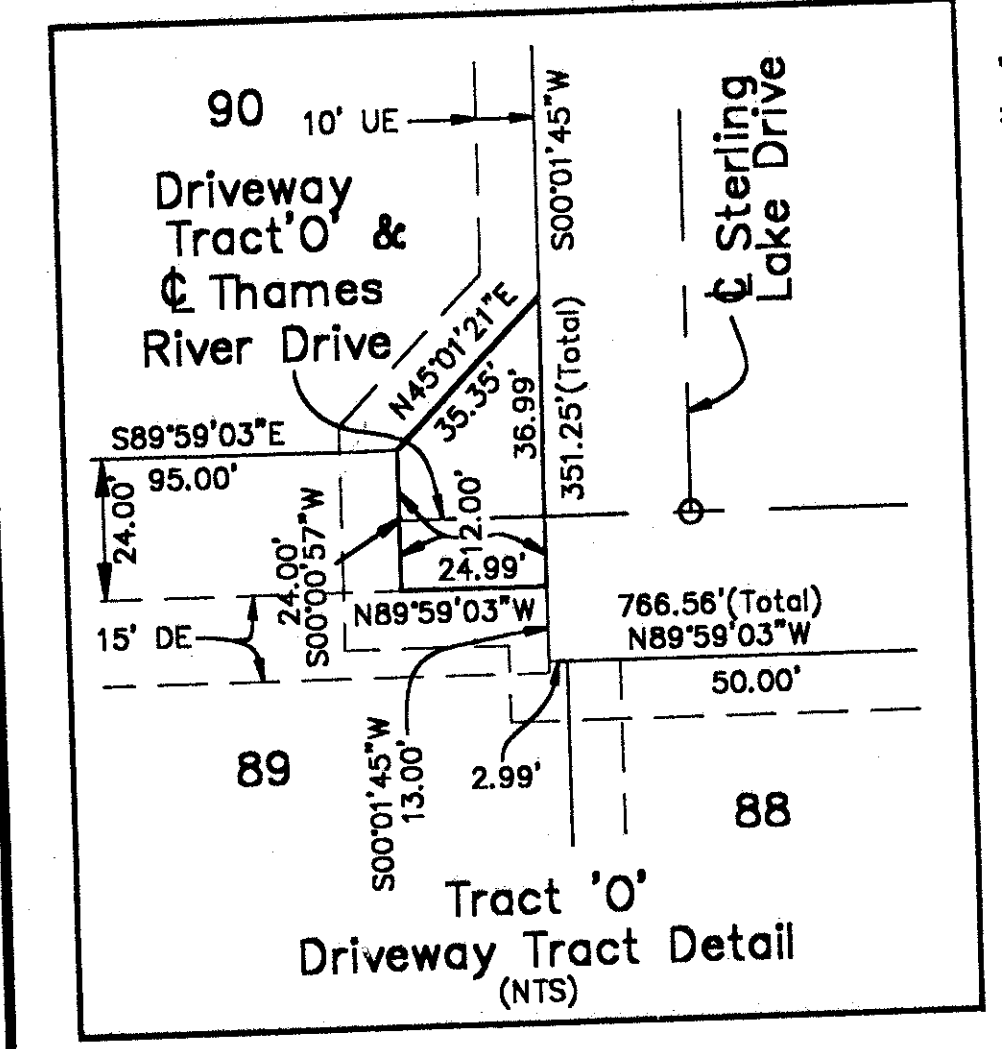 90
10' UE
S00°01'45"W
℄ Sterling
Lake Drive
Driveway
Tract'O' &
℄ Thames
River Drive
N45°01'21"E
35.35'
36.99'
351.25'(Total)
S89°59'03"E
95.00'
24.00'
24.00'
S00°00'57"W
12.00'
24.99'
N89°59'03"W
766.56'(Total)
N89°59'03"W
15' DE
50.00'
S00°01'45"W
13.00'
2.99'
89
88
Tract 'O'
Driveway Tract Detail
(NTS)